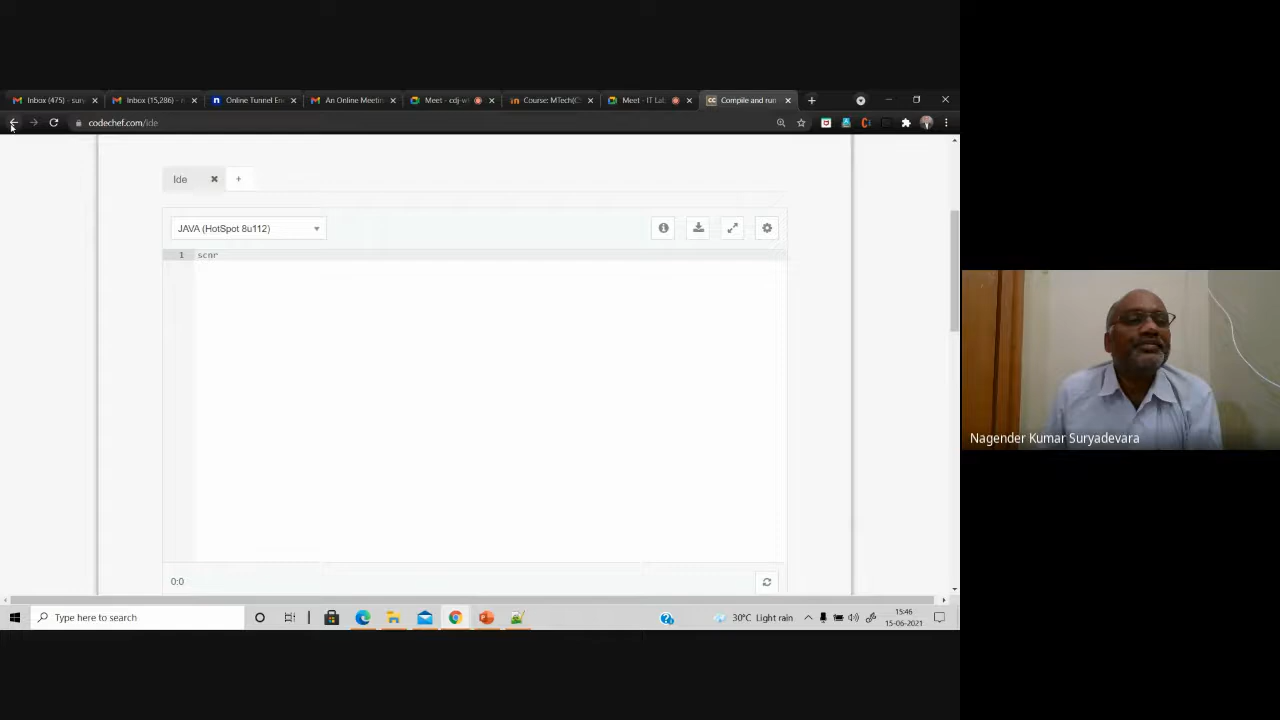 Inbox (475) - sury
Inbox (15,286) - n
Online Tunnel En
An Online Meetin
Meet - cdj-w
Course: MTech(C
Meet - IT Lab
Compile and run
codechef.com/ide
Ide
+
JAVA (HotSpot 8u112)
1 scnr
0:0
Nagender Kumar Suryadevara
Type here to search
30°C Light rain
15:46
15-06-2021